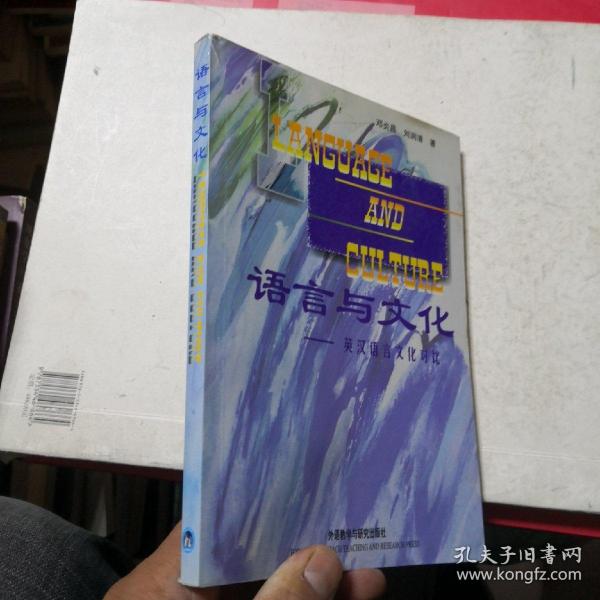 邓炎昌 刘润清 著
LANGUAGE
AND
CULTURE
语言与文化
——英汉语言文化对比
外语教学与研究出版社
TEACHING AND RESEARCH PRESS
语言与文化 LANGUAGE AND CULTURE
孔夫子旧书网
www.kongfz.com